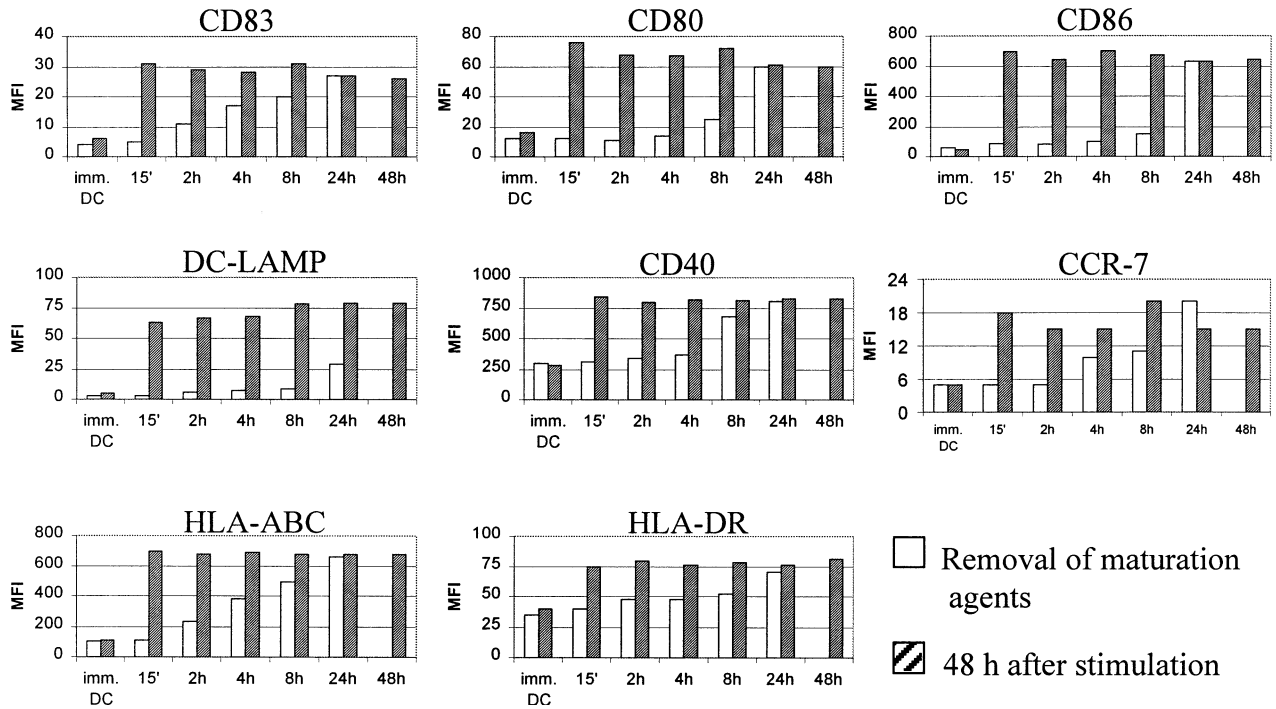 CD83
MFI
40
30
20
10
0
imm. DC 15' 2h 4h 8h 24h 48h
CD80
MFI
80
60
40
20
0
imm. DC 15' 2h 4h 8h 24h 48h
CD86
MFI
800
600
400
200
0
imm. DC 15' 2h 4h 8h 24h 48h
DC-LAMP
MFI
100
75
50
25
0
imm. DC 15' 2h 4h 8h 24h 48h
CD40
MFI
1000
750
500
250
0
imm. DC 15' 2h 4h 8h 24h 48h
CCR-7
MFI
24
18
12
6
0
imm. DC 15' 2h 4h 8h 24h 48h
HLA-ABC
MFI
800
600
400
200
0
imm. DC 15' 2h 4h 8h 24h 48h
HLA-DR
MFI
100
75
50
25
0
imm. DC 15' 2h 4h 8h 24h 48h
Removal of maturation
agents
48 h after stimulation